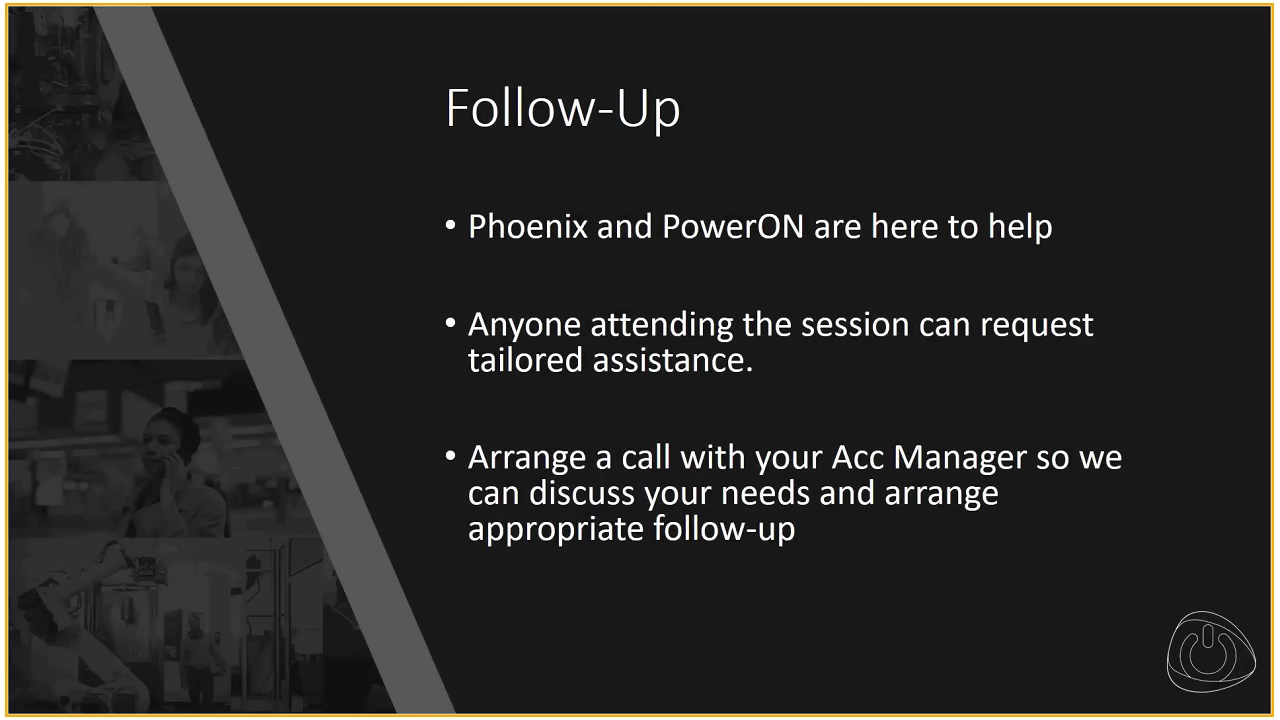 Follow-Up
• Phoenix and PowerON are here to help
• Anyone attending the session can request
tailored assistance.
• Arrange a call with your Acc Manager so we
can discuss your needs and arrange
appropriate follow-up